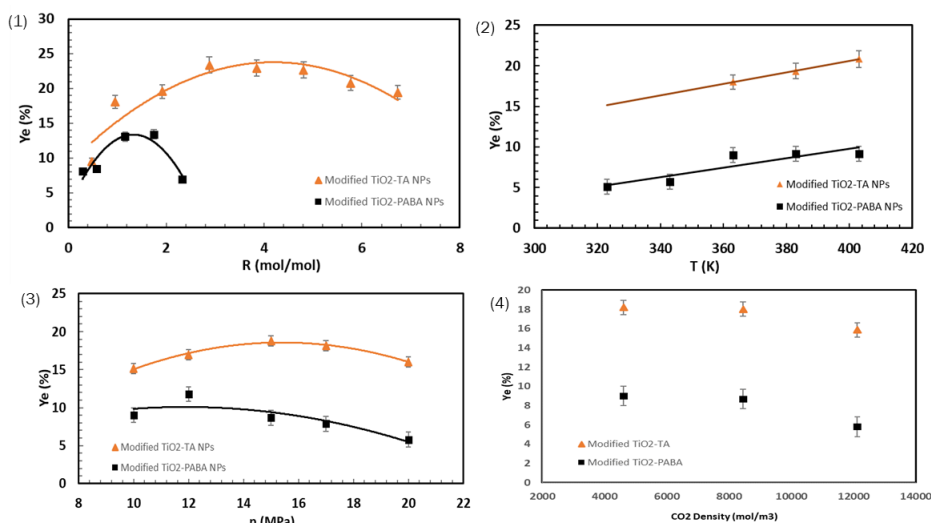 (1)
Ye (%)
30
25
20
15
10
5
0
Modified TiO2-TA NPs
Modified TiO2-PABA NPs
0 2 4 6 8
R (mol/mol)
(2)
Ye (%)
25
20
15
10
5
0
Modified TiO2-TA NPs
Modified TiO2-PABA NPs
300 320 340 360 380 400 420
T (K)
(3)
Ye (%)
25
20
15
10
5
0
Modified TiO2-TA NPs
Modified TiO2-PABA NPs
8 10 12 14 16 18 20 22
(MPa)
(4)
Ye (%)
20
18
16
14
12
10
8
6
4
2
0
Modified TiO2-TA
Modified TiO2-PABA
2000 4000 6000 8000 10000 12000 14000
CO2 Density (mol/m3)